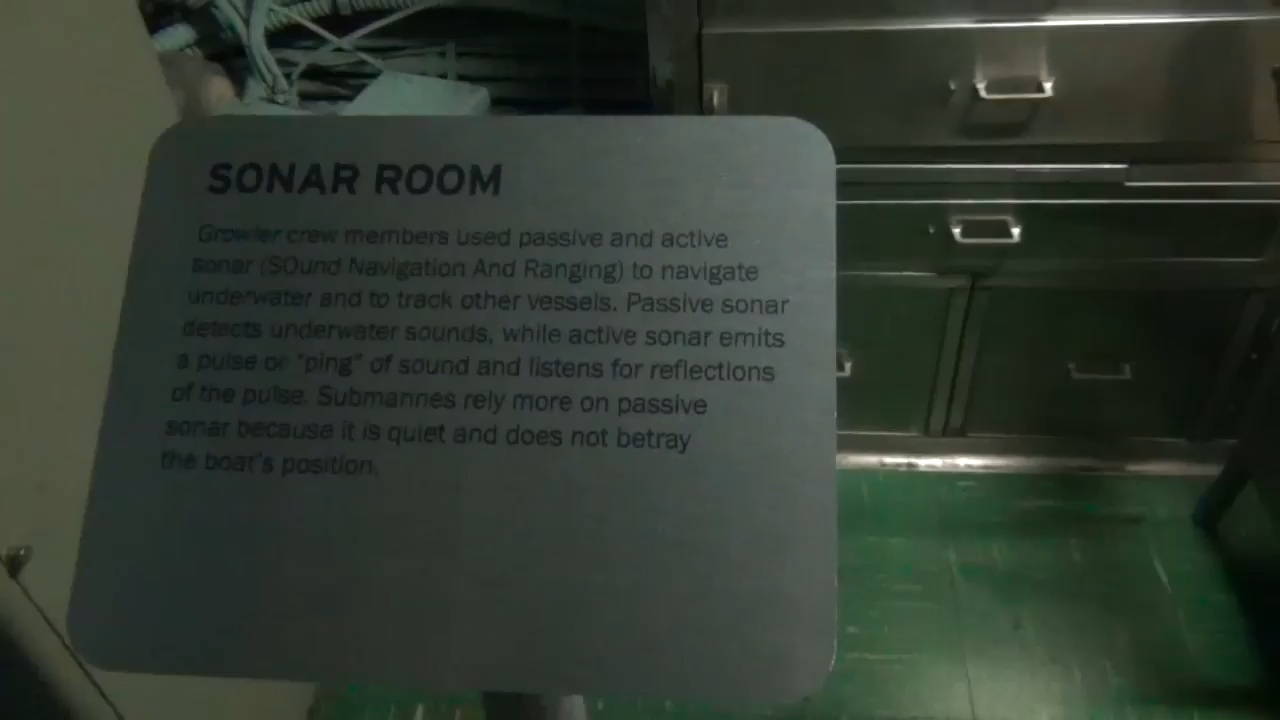 SONAR ROOM
Growler crew members used passive and active
sonar (SOund Navigation And Ranging) to navigate
underwater and to track other vessels. Passive sonar
detects underwater sounds, while active sonar emits
a pulse or "ping" of sound and listens for reflections
of the pulse. Submarines rely more on passive
sonar because it is quiet and does not betray
the boat's position.